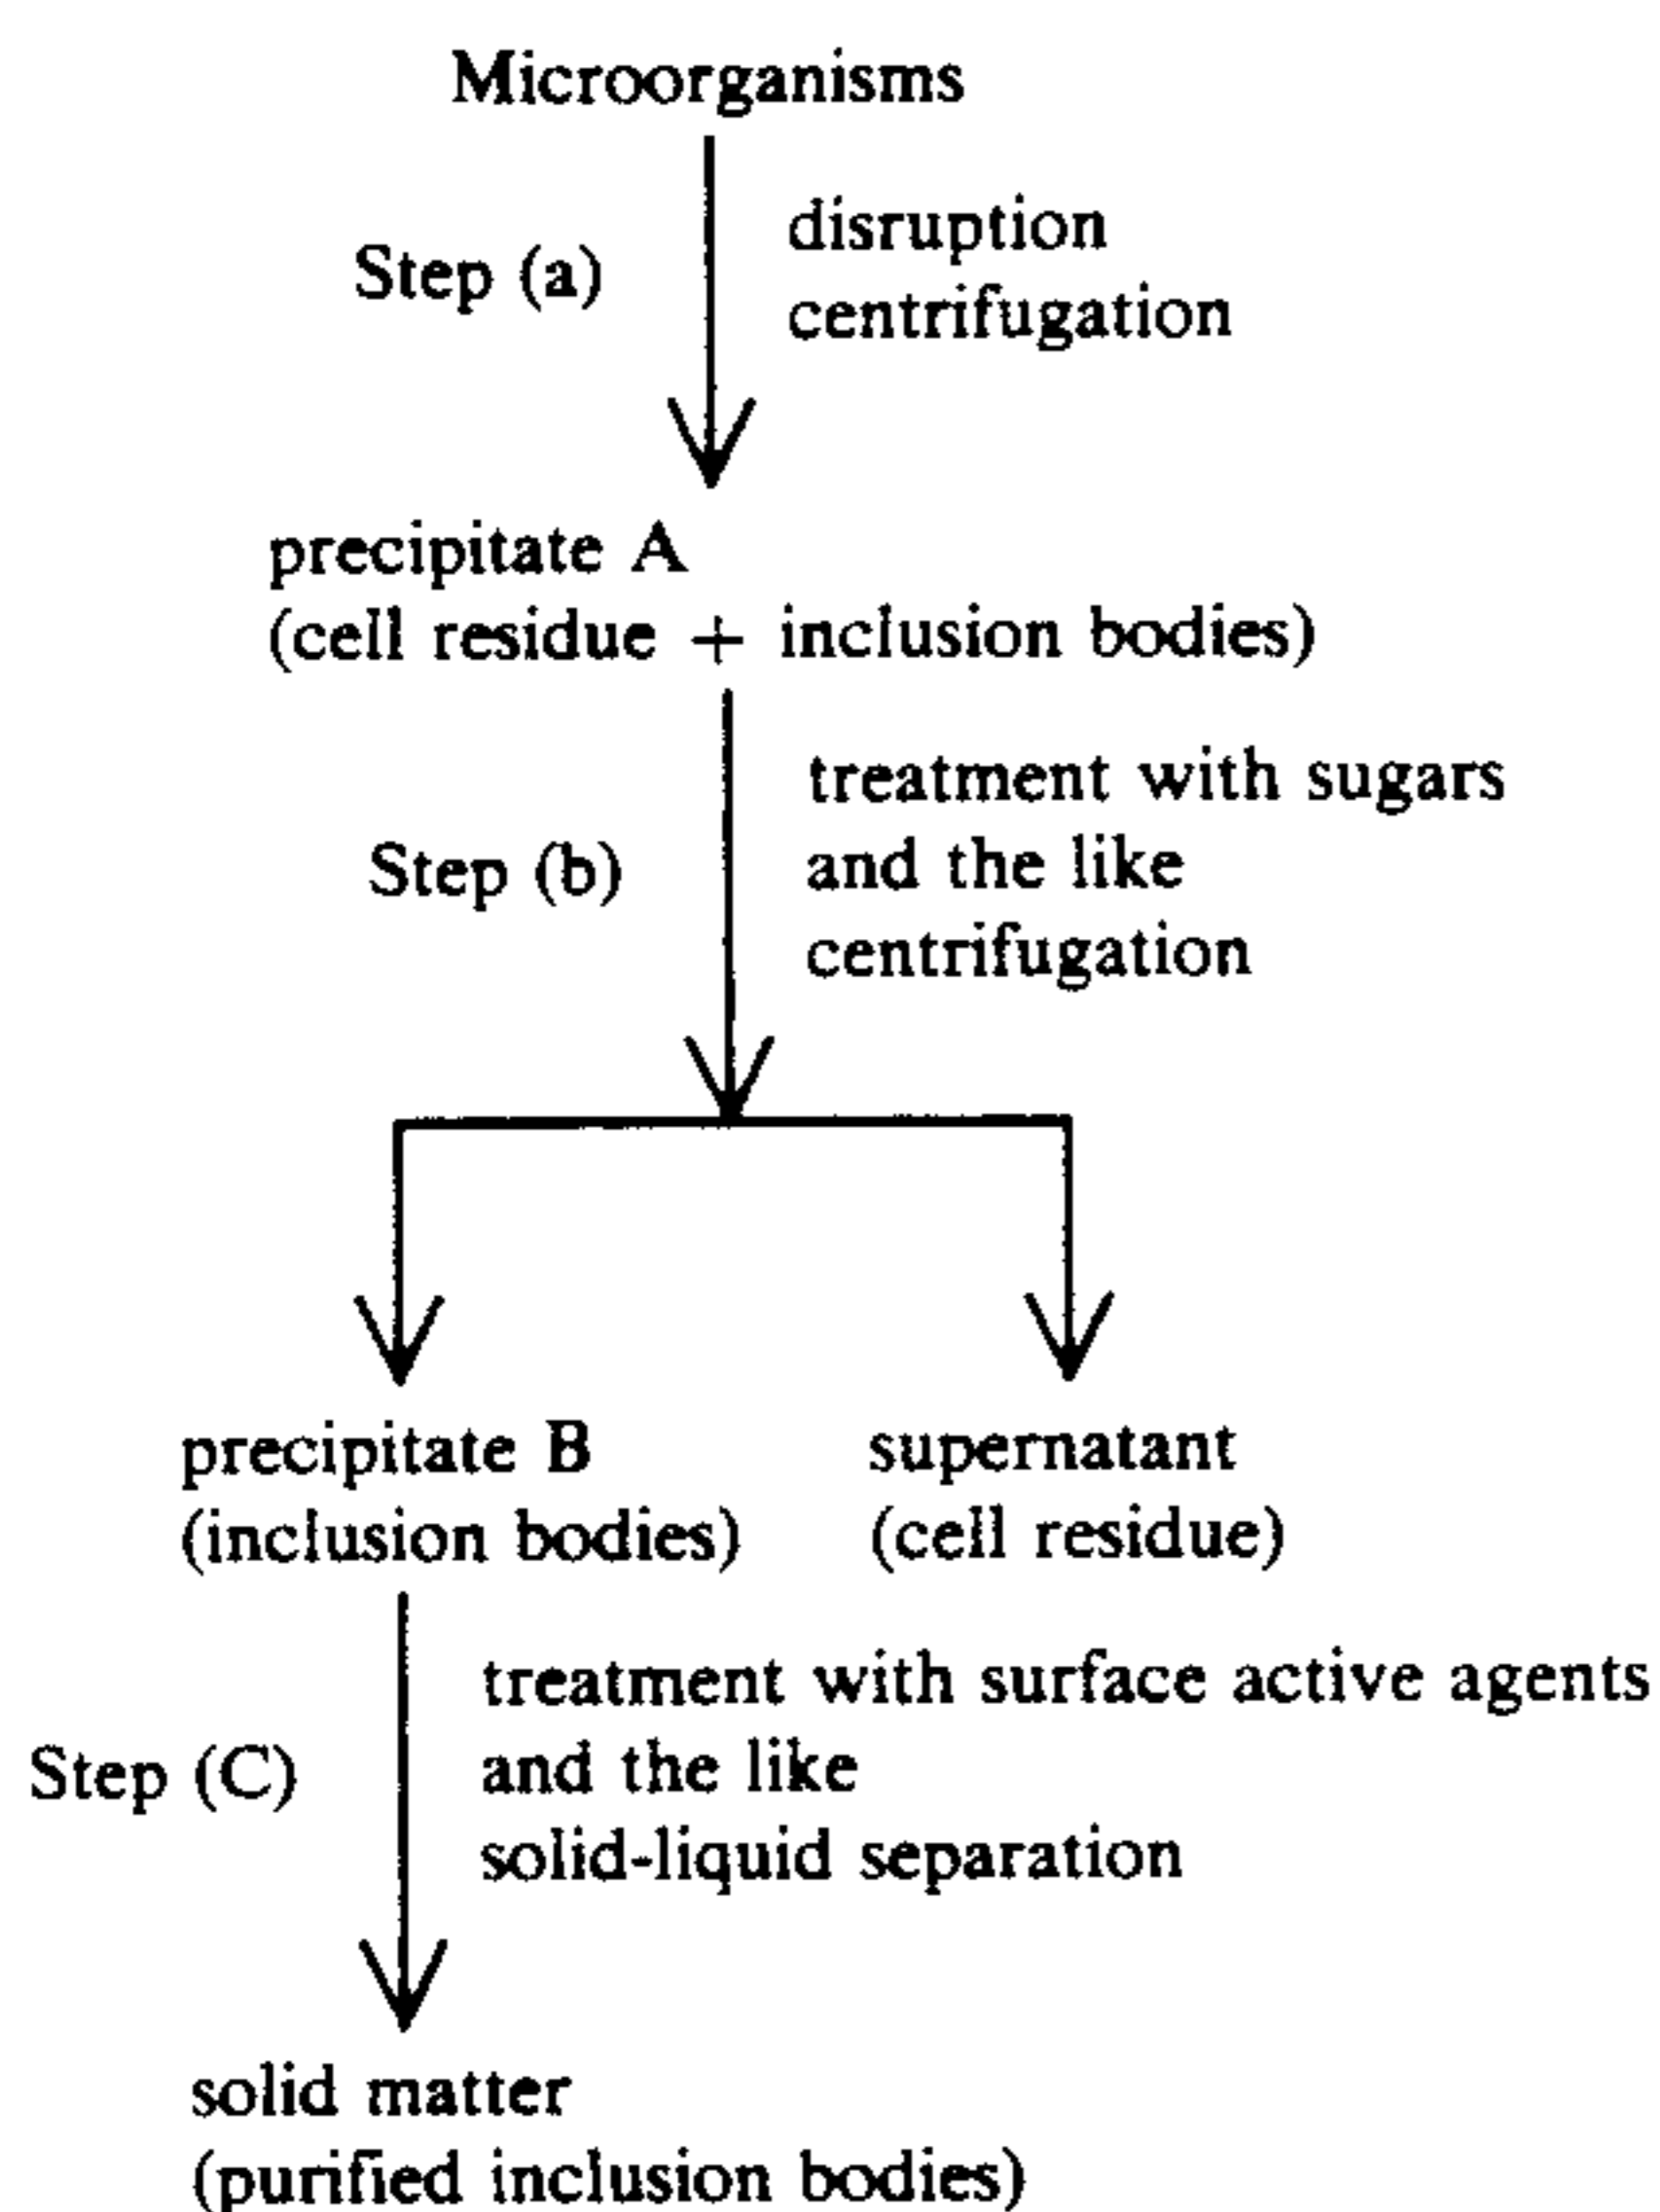 Microorganisms
Step (a)
disruption
centrifugation
precipitate A
(cell residue + inclusion bodies)
Step (b)
treatment with sugars
and the like
centrifugation
precipitate B
(inclusion bodies)
supernatant
(cell residue)
Step (C)
treatment with surface active agents
and the like
solid-liquid separation
solid matter
(purified inclusion bodies)